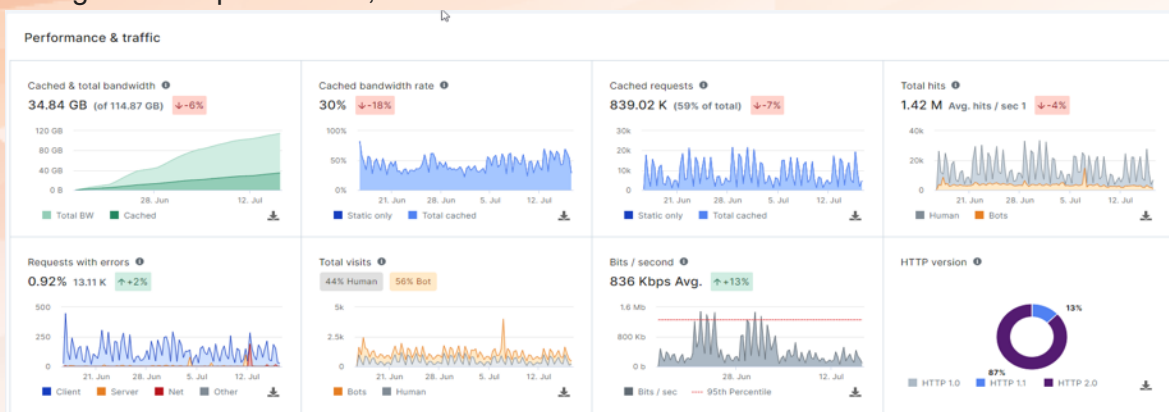 Performance & traffic
Cached & total bandwidth
34.84 GB (of 114.87 GB) -6%
120 GB
80 GB
40 GB
0 B
28. Jun 12. Jul
Total BW Cached
Cached bandwidth rate
30% -18%
100%
50%
0%
21. Jun 28. Jun 5. Jul 12. Jul
Static only Total cached
Cached requests
839.02 K (59% of total) -7%
30k
20k
10k
0
21. Jun 28. Jun 5. Jul 12. Jul
Static only Total cached
Total hits
1.42 M Avg. hits / sec 1 -4%
40k
20k
0
21. Jun 28. Jun 5. Jul 12. Jul
Human Bots
Requests with errors
0.92% 13.11 K +2%
500
250
0
21. Jun 28. Jun 5. Jul 12. Jul
Client Server Net Other
Total visits
44% Human 56% Bot
5k
2.5k
0
21. Jun 28. Jun 5. Jul 12. Jul
Bots Human
Bits / second
836 Kbps Avg. +13%
1.6 Mb
800 Kb
0 b
28. Jun 12. Jul
Bits / sec 95th Percentile
HTTP version
13%
87%
HTTP 1.0 HTTP 1.1 HTTP 2.0